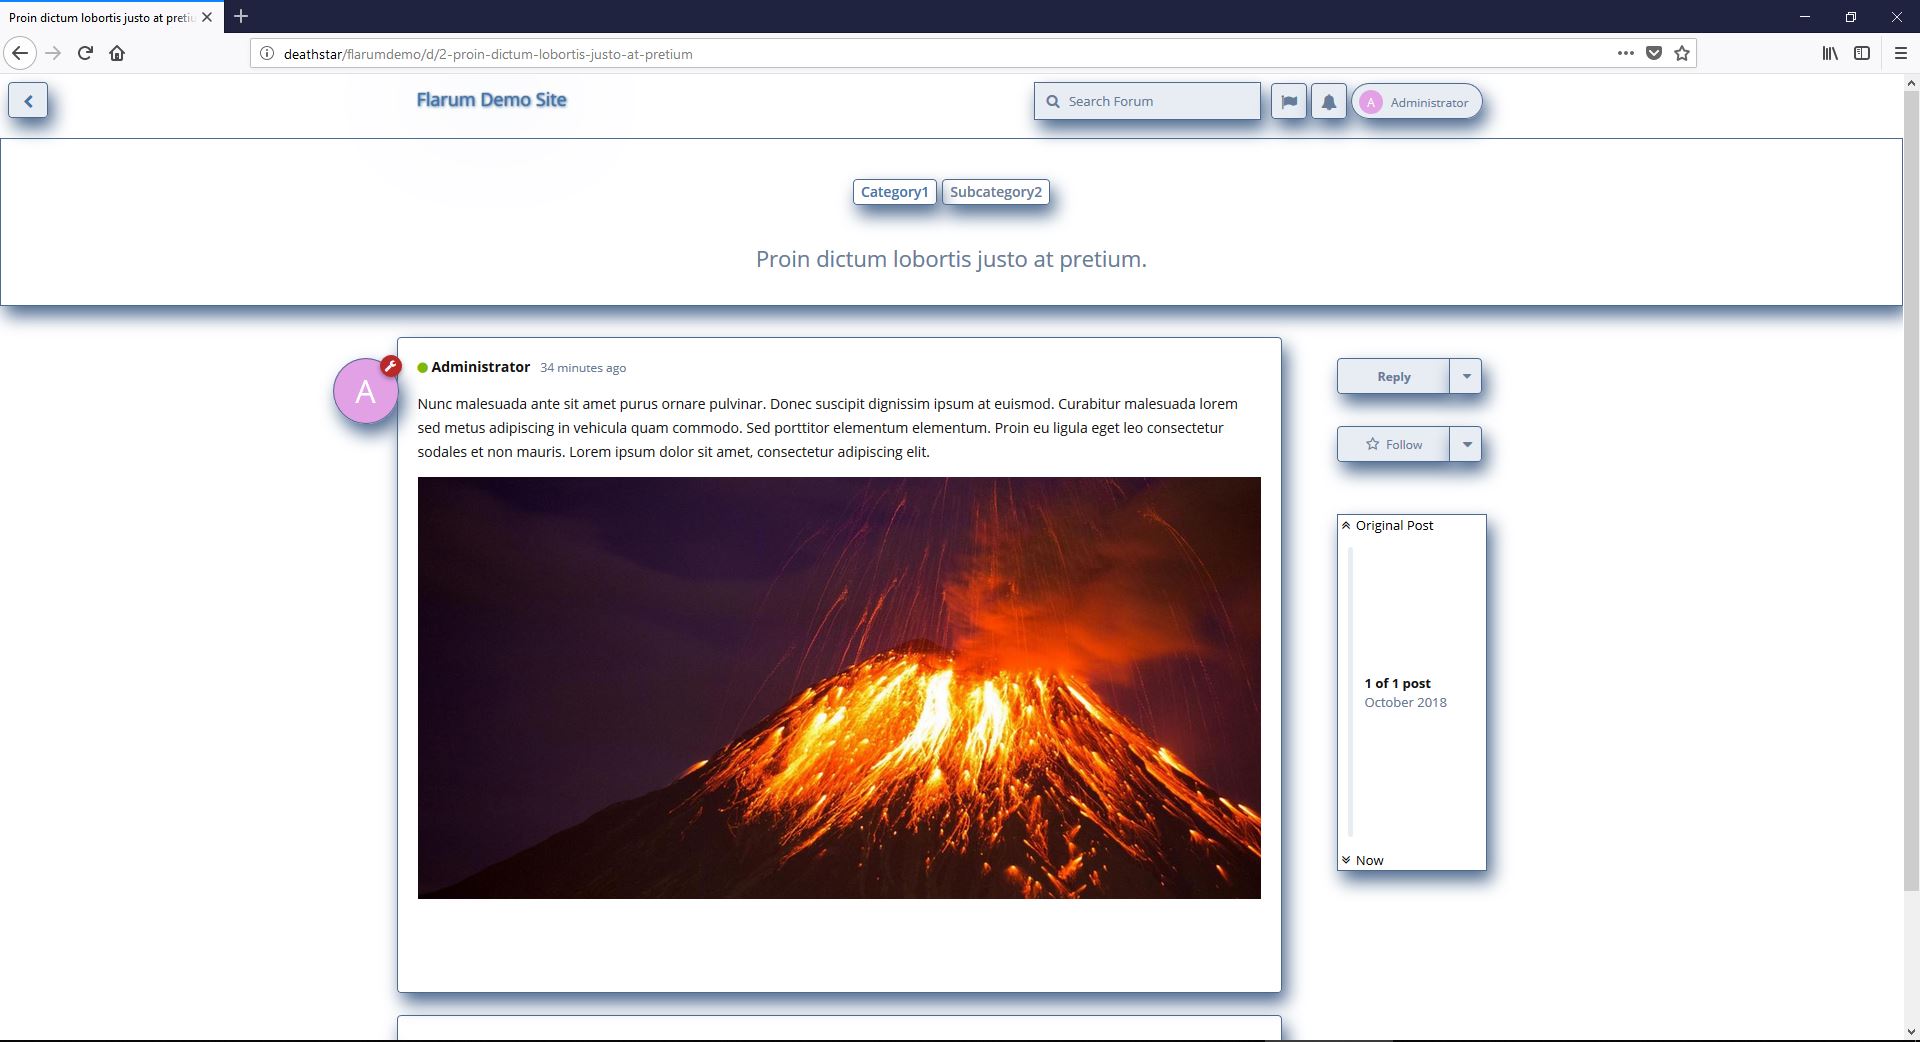 Proin dictum lobortis justo at pretiu
deathstar/flarumdemo/d/2-proin-dictum-lobortis-justo-at-pretium
Flarum Demo Site
Search Forum
A Administrator
Category1 Subcategory2
Proin dictum lobortis justo at pretium.
A
Administrator 34 minutes ago
Nunc malesuada ante sit amet purus ornare pulvinar. Donec suscipit dignissim ipsum at euismod. Curabitur malesuada lorem
sed metus adipiscing in vehicula quam commodo. Sed porttitor elementum elementum. Proin eu ligula eget leo consectetur
sodales et non mauris. Lorem ipsum dolor sit amet, consectetur adipiscing elit.
Reply
Follow
Original Post
1 of 1 post
October 2018
Now